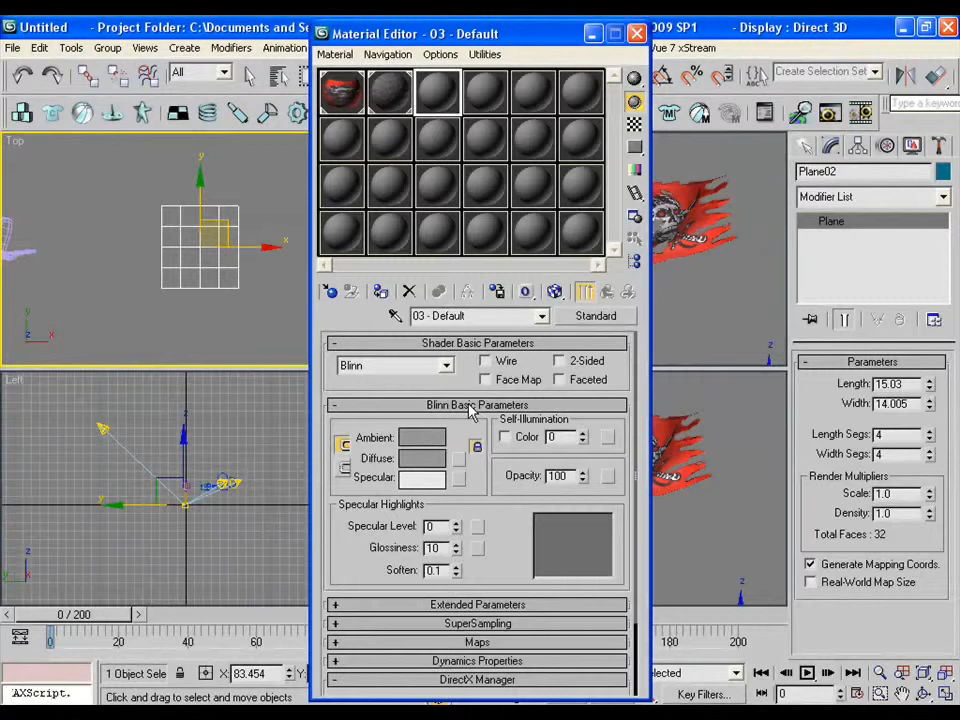 Untitled - Project Folder: C:\Documents and Se
Material Editor - 03 - Default
009 SP1 - Display : Direct 3D
File Edit Tools Group Views Create Modifiers Animation
Material Navigation Options Utilities
Vue 7 xStream
All
Create Selection Set
Type a keyword
Top
y
x
z
y
x
Plane02
Modifier List
Plane
03 - Default
Standard
Shader Basic Parameters
Blinn
Wire
2-Sided
Face Map
Faceted
Blinn Basic Parameters
Ambient:
Diffuse:
Specular:
Self-Illumination
Color 0
Opacity: 100
Specular Highlights
Specular Level: 0
Glossiness: 10
Soften: 0.1
Extended Parameters
SuperSampling
Maps
Dynamics Properties
DirectX Manager
Parameters
Length: 15.03
Width: 14.005
Length Segs: 4
Width Segs: 4
Render Multipliers
Scale: 1.0
Density: 1.0
Total Faces : 32
Generate Mapping Coords.
Real-World Map Size
Left
z
y
z
y
x
z
z
0 / 200
0 20 40 60
180 200
1 Object Sele
X: 83.454
Y:
elected
Key Filters...
0
AXScript.
Click and drag to select and move objects